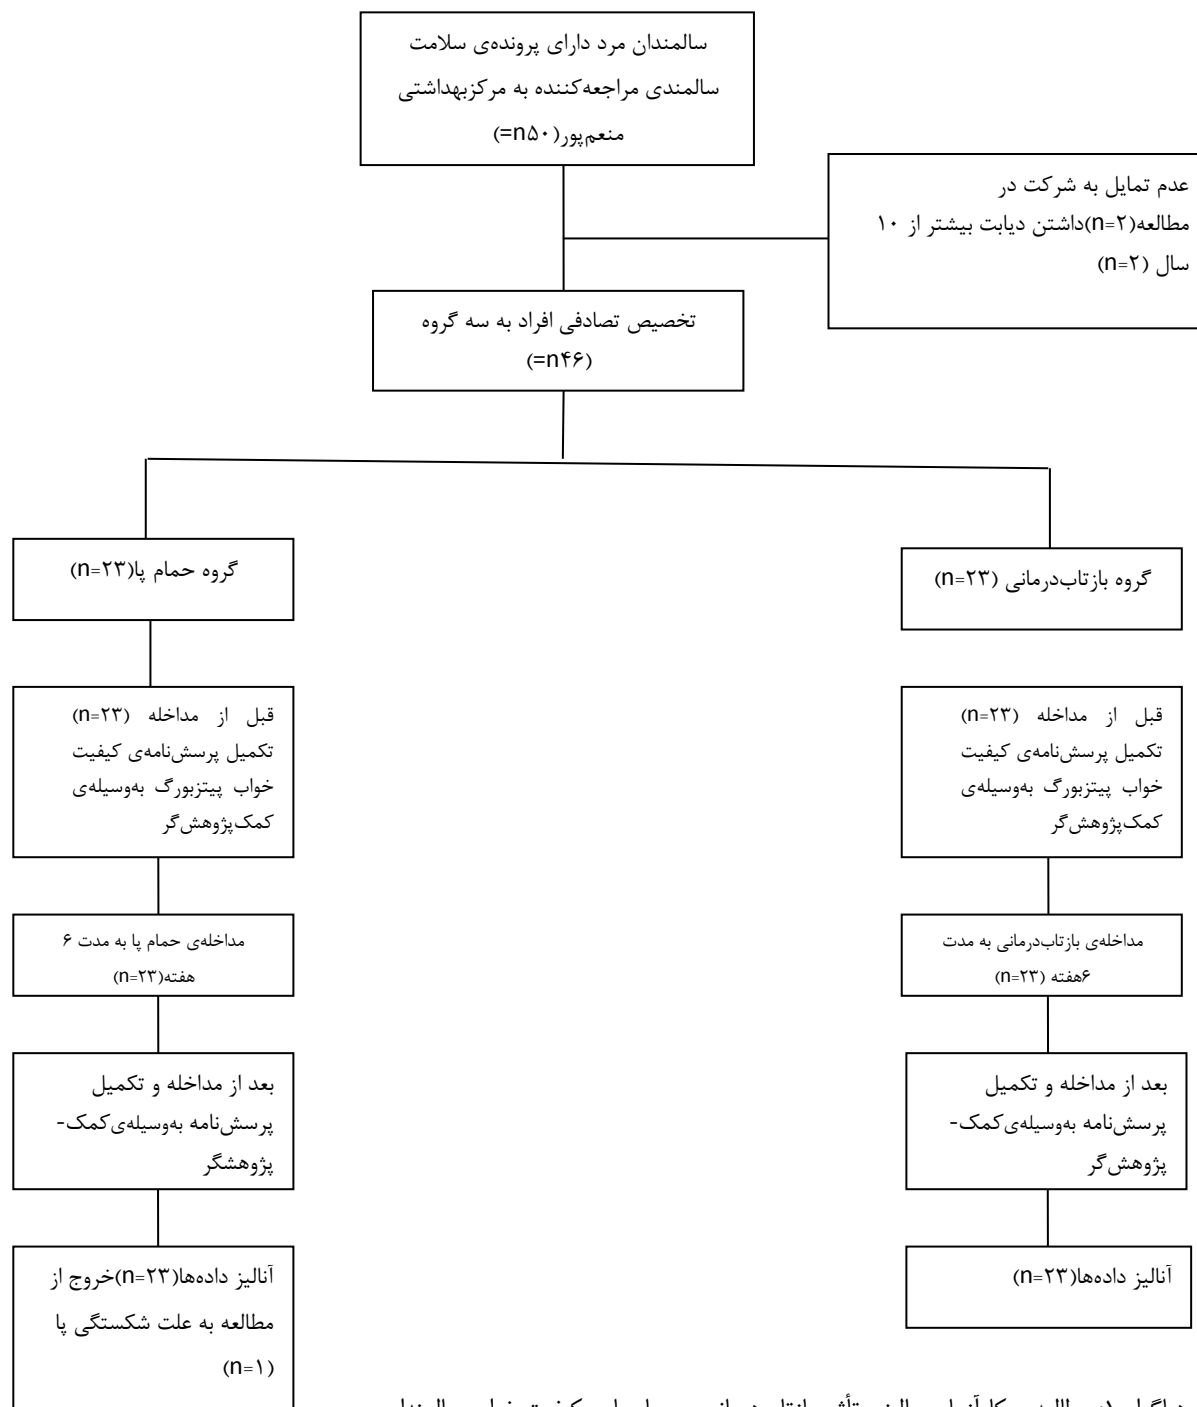 سالمندان مرد دارای پرونده‌ی سلامت
سالمندی مراجعه‌کننده به مرکزبهداشتی
منعم‌پور(n۵۰=)
عدم تمایل به شرکت در
مطالعه(n=۲)داشتن دیابت بیشتر از ۱۰
سال (n=۲)
تخصیص تصادفی افراد به سه گروه
(n۴۶=)
گروه بازتاب‌درمانی (n=۲۳)
گروه حمام پا(n=۲۳)
قبل از مداخله (n=۲۳)
تکمیل پرسش‌نامه‌ی کیفیت
خواب پیتزبورگ به‌وسیله‌ی
کمک‌پژوهش‌گر
قبل از مداخله (n=۲۳)
تکمیل پرسش‌نامه‌ی کیفیت
خواب پیتزبورگ به‌وسیله‌ی
کمک‌پژوهش‌گر
مداخله‌ی بازتاب‌درمانی به مدت
۶هفته (n=۲۳)
مداخله‌ی حمام پا به مدت ۶
هفته(n=۲۳)
بعد از مداخله و تکمیل
پرسش‌نامه به‌وسیله‌ی کمک-
پژوهش‌گر
بعد از مداخله و تکمیل
پرسش‌نامه به‌وسیله‌ی کمک-
پژوهشگر
آنالیز داده‌ها(n=۲۳)
آنالیز داده‌ها(n=۲۳)خروج از
مطالعه به علت شکستگی پا
(n=۱)